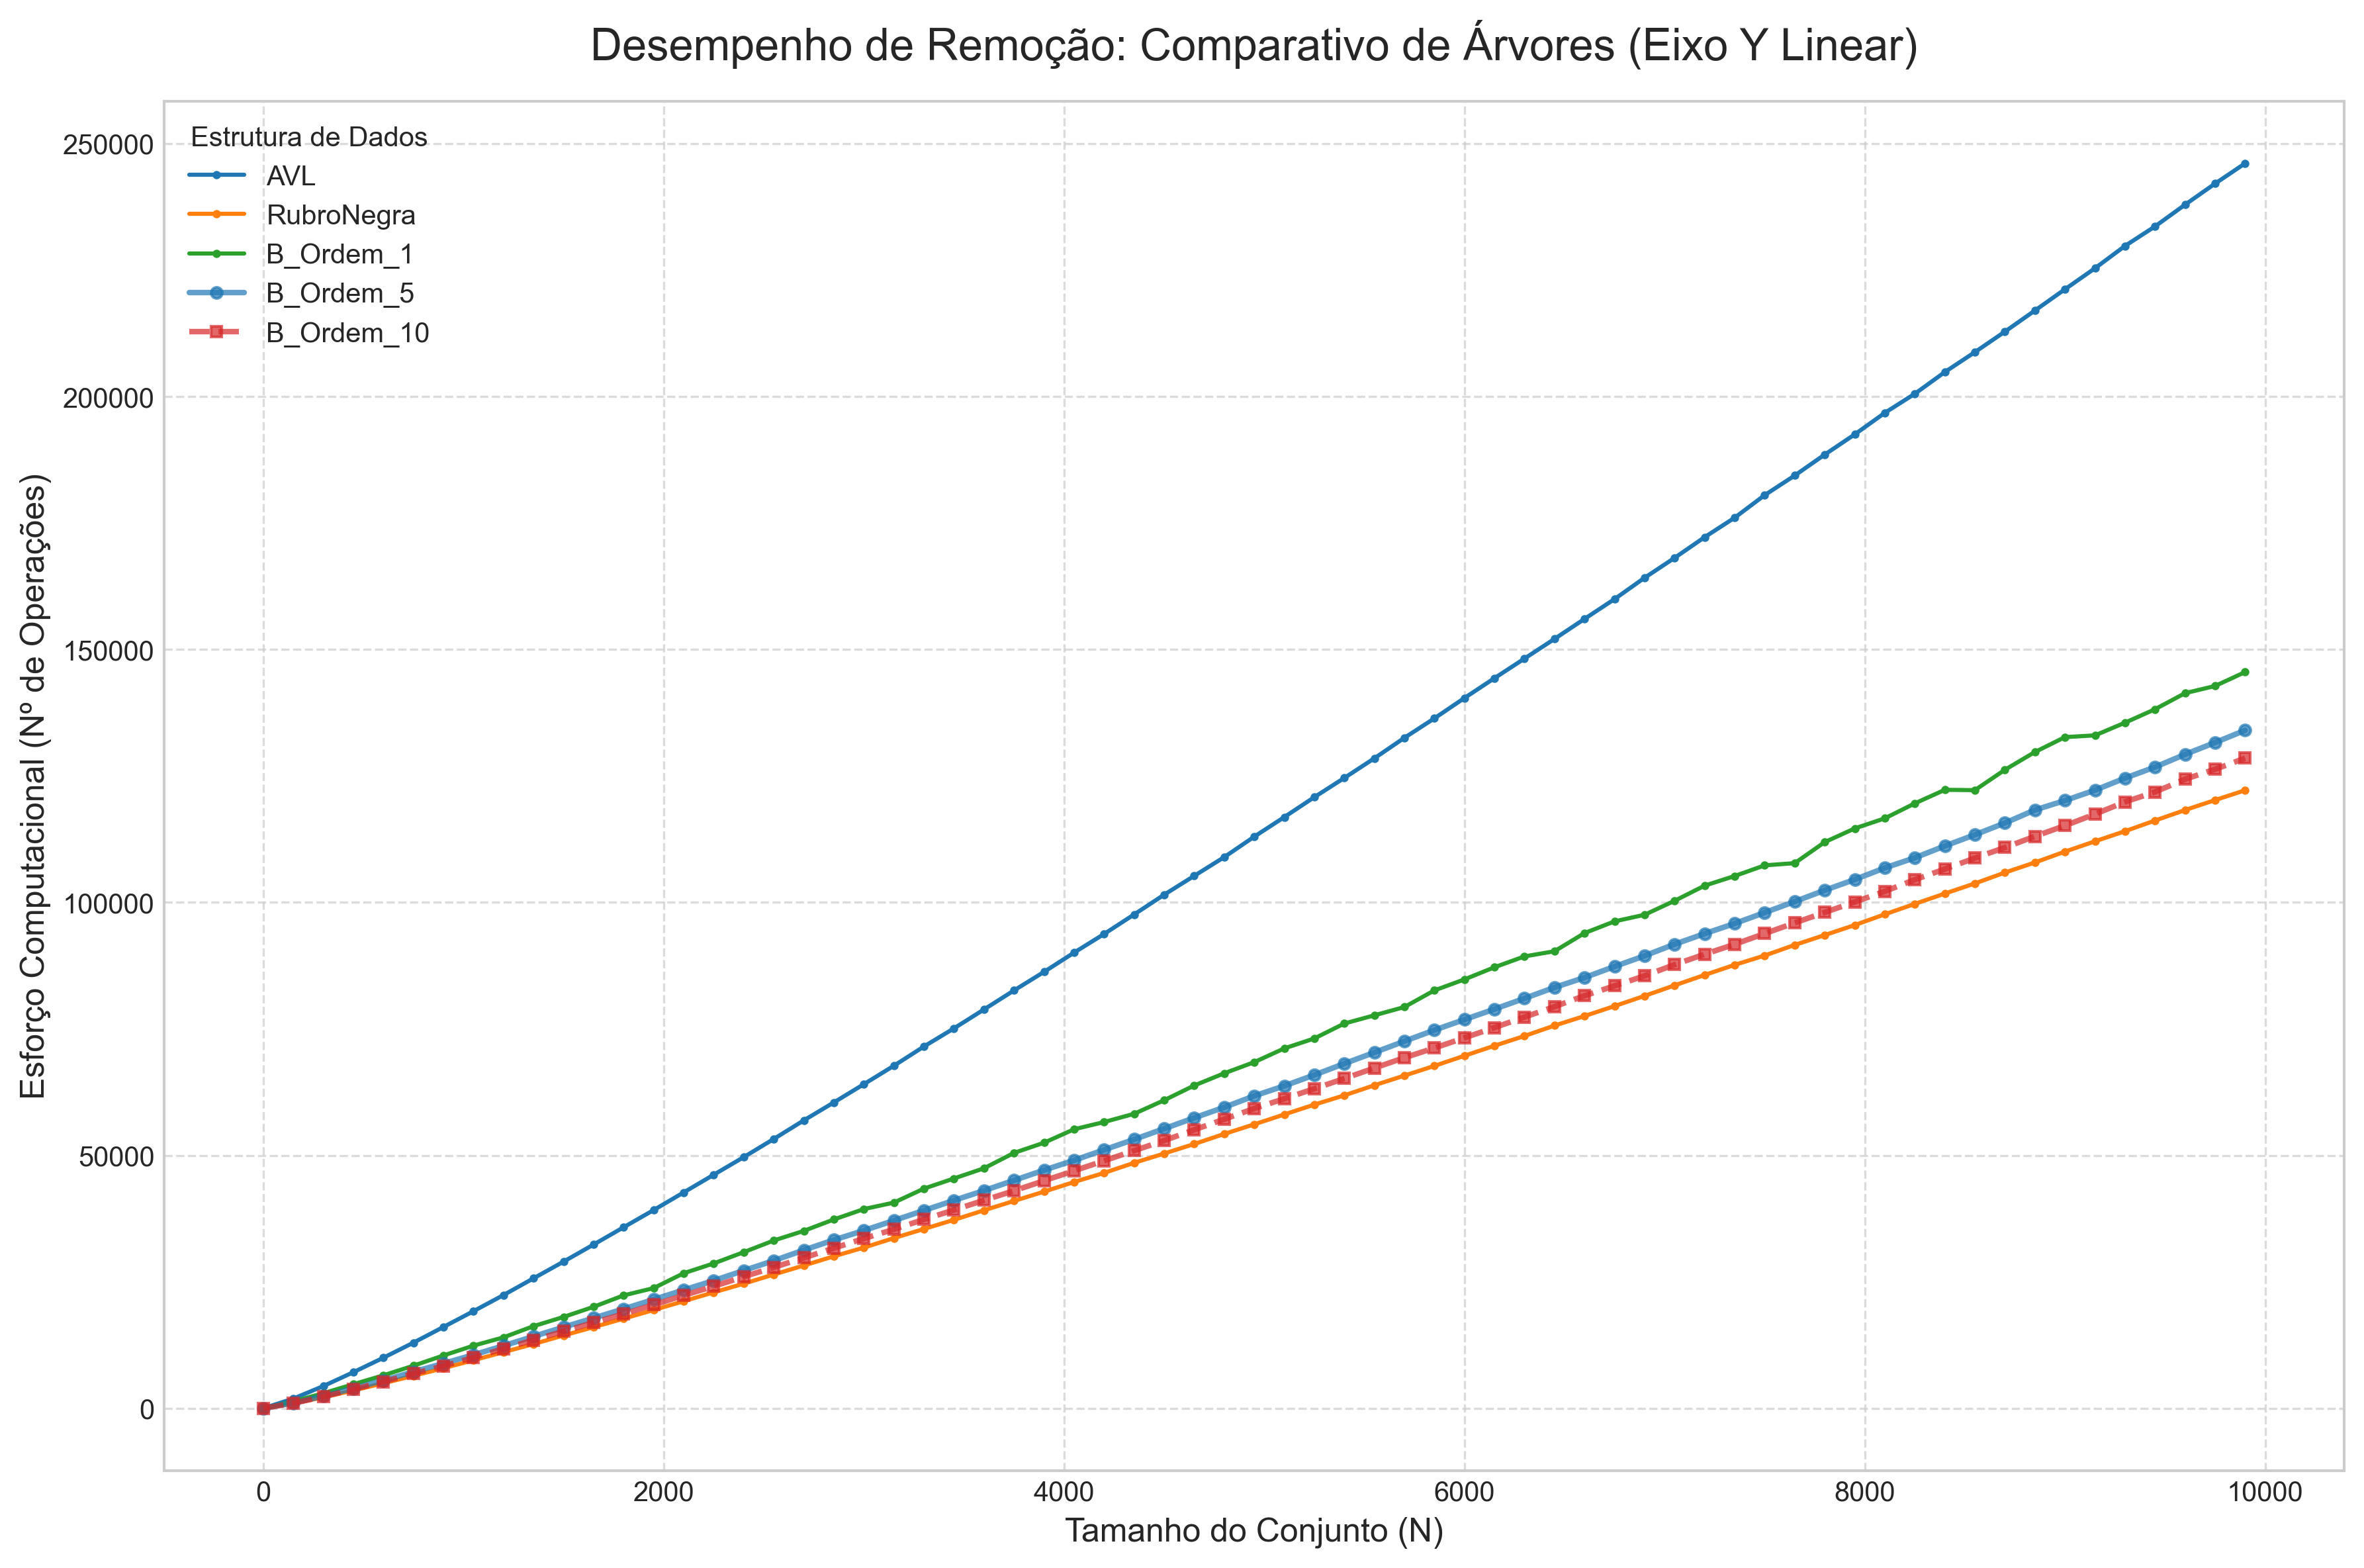 Desempenho de Remoção: Comparativo de Árvores (Eixo Y Linear)
Estrutura de Dados
AVL
RubroNegra
B_Ordem_1
B_Ordem_5
B_Ordem_10
Esforço Computacional (Nº de Operações)
250000
200000
150000
100000
50000
0
0 2000 4000 6000 8000 10000
Tamanho do Conjunto (N)